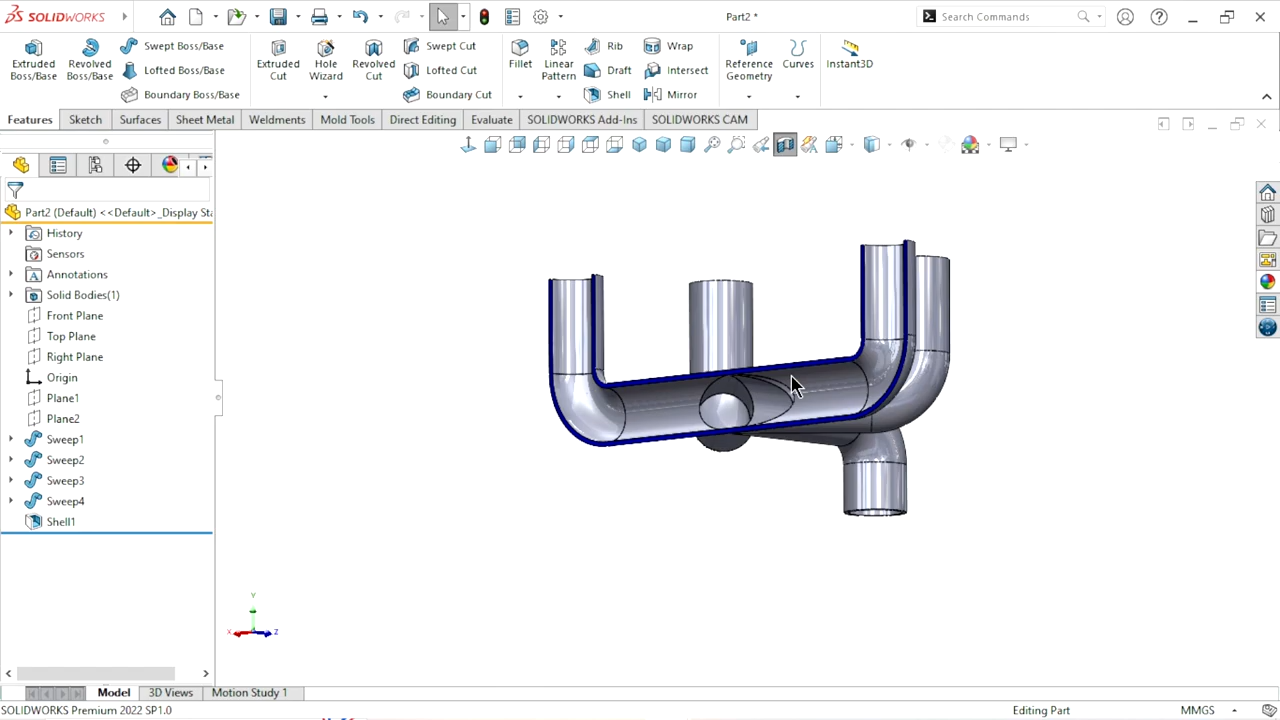 SOLIDWORKS
Part2 *
Search Commands
Extruded Boss/Base
Revolved Boss/Base
Swept Boss/Base
Lofted Boss/Base
Boundary Boss/Base
Extruded Cut
Hole Wizard
Revolved Cut
Swept Cut
Lofted Cut
Boundary Cut
Fillet
Linear Pattern
Rib
Draft
Shell
Wrap
Intersect
Mirror
Reference Geometry
Curves
Instant3D
Features
Sketch
Surfaces
Sheet Metal
Weldments
Mold Tools
Direct Editing
Evaluate
SOLIDWORKS Add-Ins
SOLIDWORKS CAM
Part2 (Default) <<Default>_Display Sta
History
Sensors
Annotations
Solid Bodies(1)
Front Plane
Top Plane
Right Plane
Origin
Plane1
Plane2
Sweep1
Sweep2
Sweep3
Sweep4
Shell1
Y
X
Z
Model
3D Views
Motion Study 1
SOLIDWORKS Premium 2022 SP1.0
Editing Part
MMGS